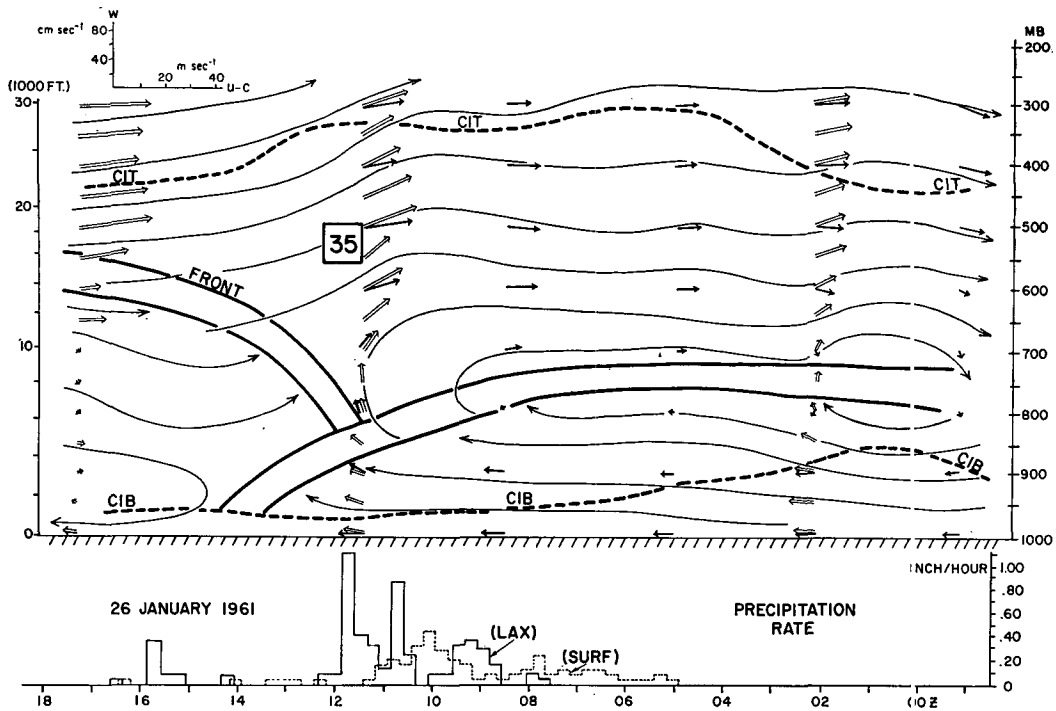 W
cm sec⁻¹ 80
40
m sec⁻¹
20 40
U-C
(1000 FT.)
30
20
10
0
MB
200
300
400
500
600
700
800
900
1000
CIT
CIT
CIT
35
FRONT
CIB
CIB
INCH/HOUR
1.00
.80
.60
.40
.20
0
26 JANUARY 1961
PRECIPITATION
RATE
(LAX)
(SURF)
18 16 14 12 10 08 06 04 02